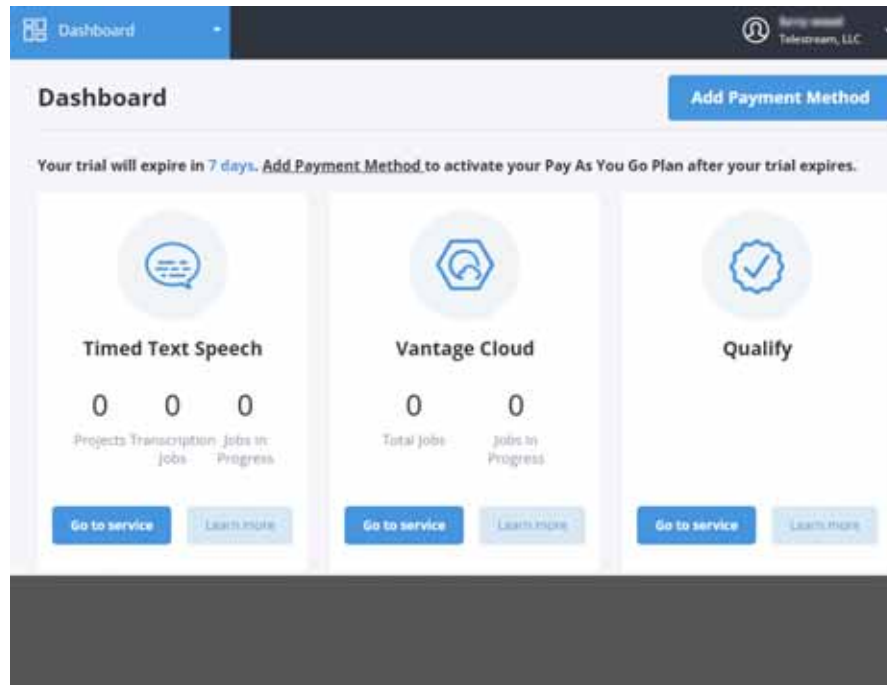 Dashboard
Telestream, LLC
Dashboard
Add Payment Method
Your trial will expire in 7 days. Add Payment Method to activate your Pay As You Go Plan after your trial expires.
Timed Text Speech
0 0 0
Projects Transcription Jobs In
Jobs Progress
Go to service Learn more
Vantage Cloud
0 0
Total Jobs Jobs In
Progress
Go to service Learn more
Qualify
Go to service Learn more